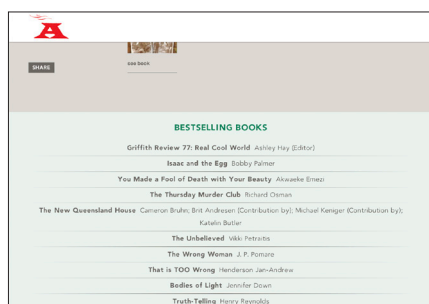 A
SHARE
see book
BESTSELLING BOOKS
Griffith Review 77: Real Cool World Ashley Hay (Editor)
Isaac and the Egg Bobby Palmer
You Made a Fool of Death with Your Beauty Akwaeke Emezi
The Thursday Murder Club Richard Osman
The New Queensland House Cameron Bruhn; Brit Andresen (Contribution by); Michael Keniger (Contribution by);
Katelin Butler
The Unbelieved Vikki Petraitis
The Wrong Woman J. P. Pomare
That is TOO Wrong Henderson Jan-Andrew
Bodies of Light Jennifer Down
Truth-Telling Henry Reynolds